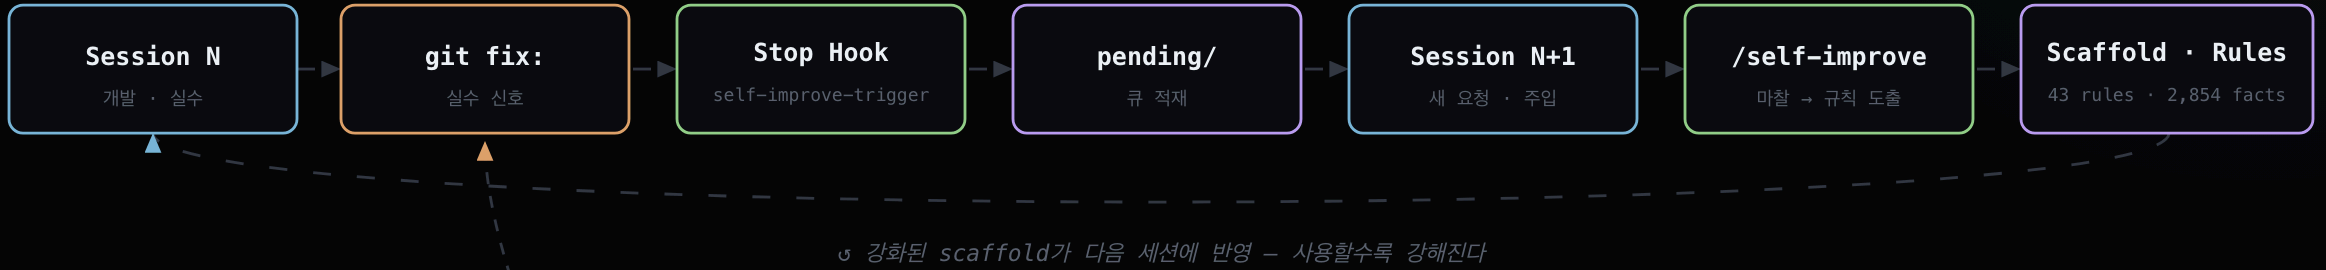 Session N
개발 · 실수
git fix:
실수 신호
Stop Hook
self-improve-trigger
pending/
큐 적재
Session N+1
새 요청 · 주입
/self-improve
마찰 → 규칙 도출
Scaffold · Rules
43 rules · 2,854 facts
↺ 강화된 scaffold가 다음 세션에 반영 — 사용할수록 강해진다